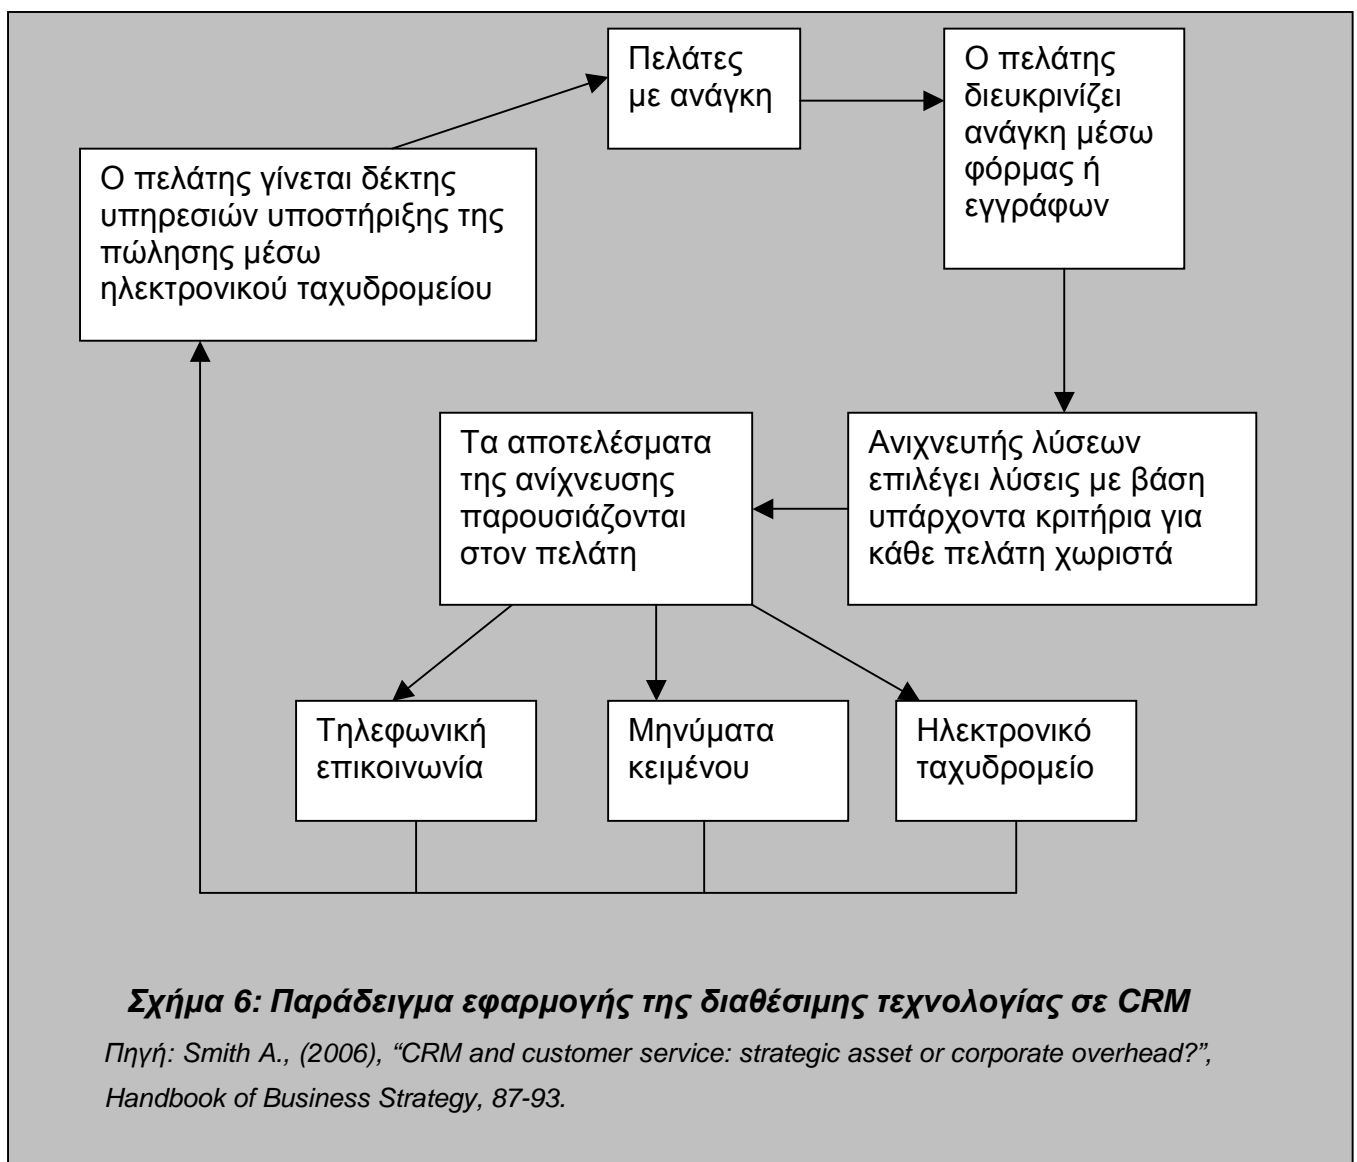 Πελάτες
με ανάγκη
Ο πελάτης
διευκρινίζει
ανάγκη μέσω
φόρμας ή
εγγράφων
Ο πελάτης γίνεται δέκτης
υπηρεσιών υποστήριξης της
πώλησης μέσω
ηλεκτρονικού ταχυδρομείου
Ανιχνευτής λύσεων
επιλέγει λύσεις με βάση
υπάρχοντα κριτήρια για
κάθε πελάτη χωριστά
Τα αποτελέσματα
της ανίχνευσης
παρουσιάζονται
στον πελάτη
Τηλεφωνική
επικοινωνία
Μηνύματα
κειμένου
Ηλεκτρονικό
ταχυδρομείο
Σχήμα 6: Παράδειγμα εφαρμογής της διαθέσιμης τεχνολογίας σε CRM
Πηγή: Smith A., (2006), “CRM and customer service: strategic asset or corporate overhead?”,
Handbook of Business Strategy, 87-93.